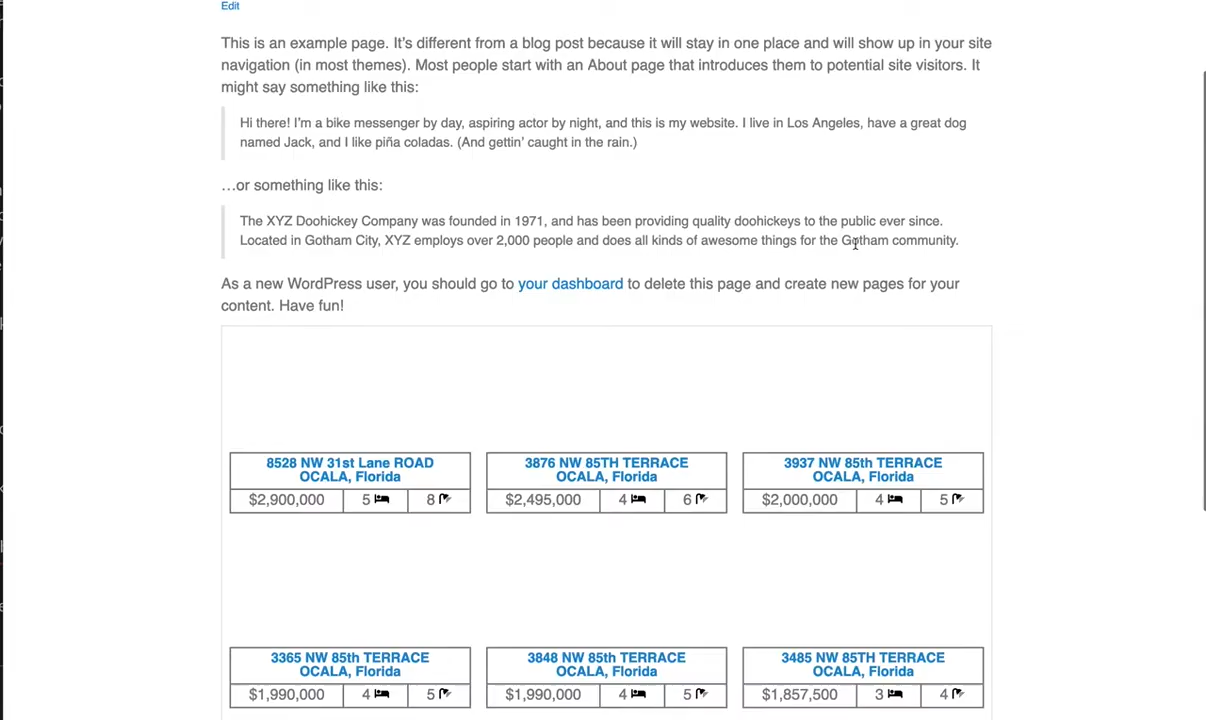 Edit
This is an example page. It’s different from a blog post because it will stay in one place and will show up in your site
navigation (in most themes). Most people start with an About page that introduces them to potential site visitors. It
might say something like this:
Hi there! I’m a bike messenger by day, aspiring actor by night, and this is my website. I live in Los Angeles, have a great dog
named Jack, and I like piña coladas. (And gettin’ caught in the rain.)
…or something like this:
The XYZ Doohickey Company was founded in 1971, and has been providing quality doohickeys to the public ever since.
Located in Gotham City, XYZ employs over 2,000 people and does all kinds of awesome things for the Gotham community.
As a new WordPress user, you should go to your dashboard to delete this page and create new pages for your
content. Have fun!
8528 NW 31st Lane ROAD
OCALA, Florida
$2,900,000 5 8
3876 NW 85TH TERRACE
OCALA, Florida
$2,495,000 4 6
3937 NW 85th TERRACE
OCALA, Florida
$2,000,000 4 5
3365 NW 85th TERRACE
OCALA, Florida
$1,990,000 4 5
3848 NW 85th TERRACE
OCALA, Florida
$1,990,000 4 5
3485 NW 85TH TERRACE
OCALA, Florida
$1,857,500 3 4